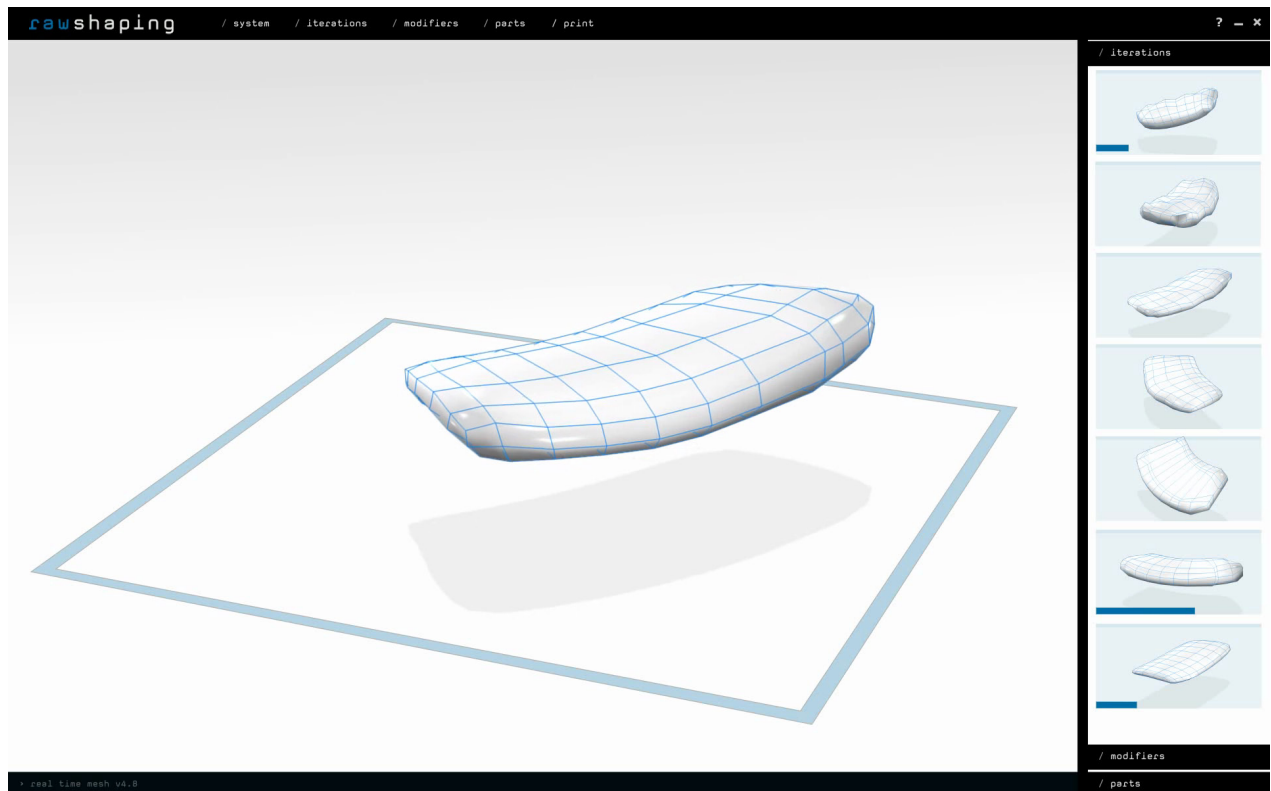 rawshaping
/ system / iterations / modifiers / parts / print
? – ×
/ iterations
/ modifiers
/ parts
› real time mesh v4.8